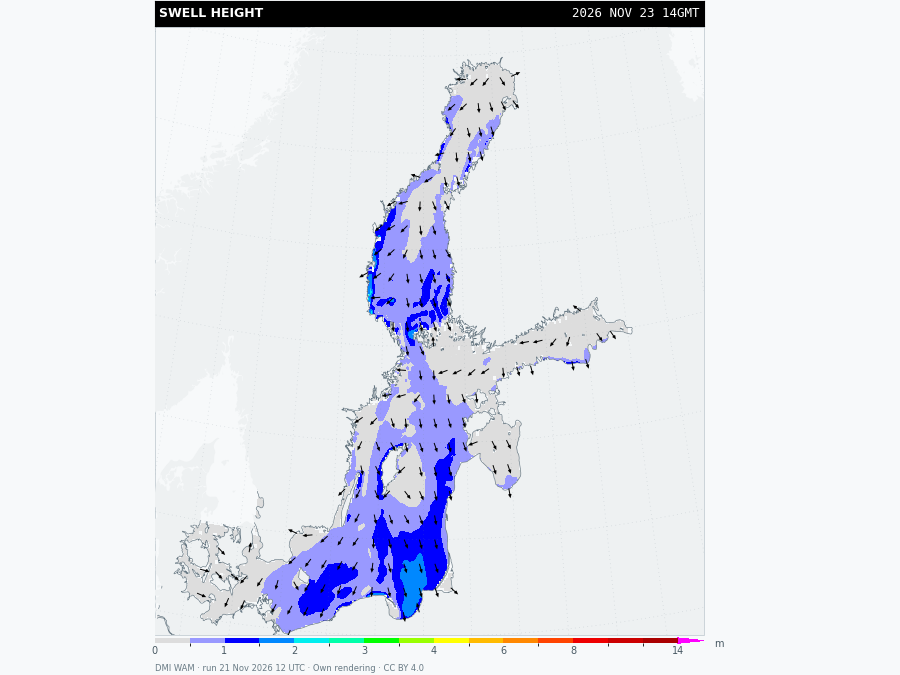 SWELL HEIGHT 2026 NOV 23 14GMT
0 1 2 3 4 6 8 14 m
DMI WAM · run 21 Nov 2026 12 UTC · Own rendering · CC BY 4.0